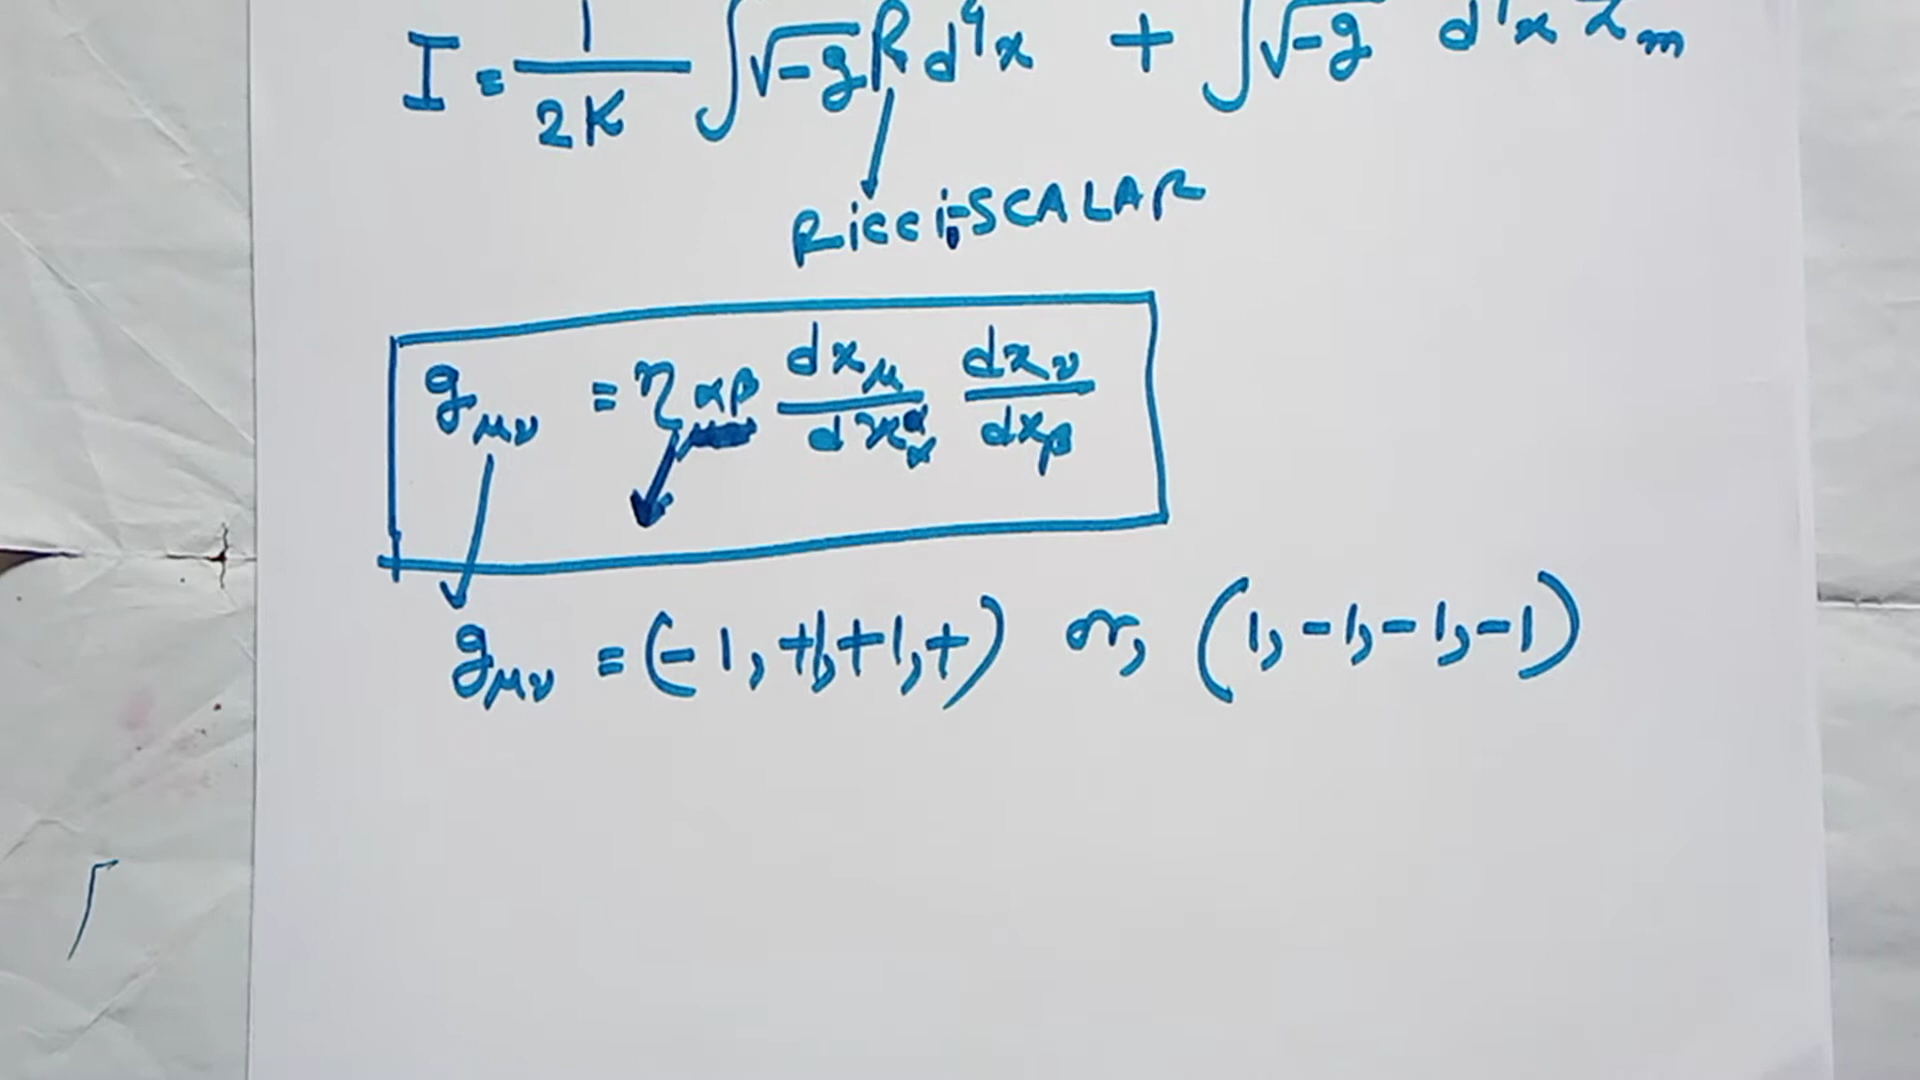 I = 1/2K ∫√-g R d⁴x + ∫√-g d⁴x ℒm
Ricci-SCALAR
gμν = ηαβ dxμ/dxα dxν/dxβ
gμν = (-1, +1, +1, +) or, (1, -1, -1, -1)